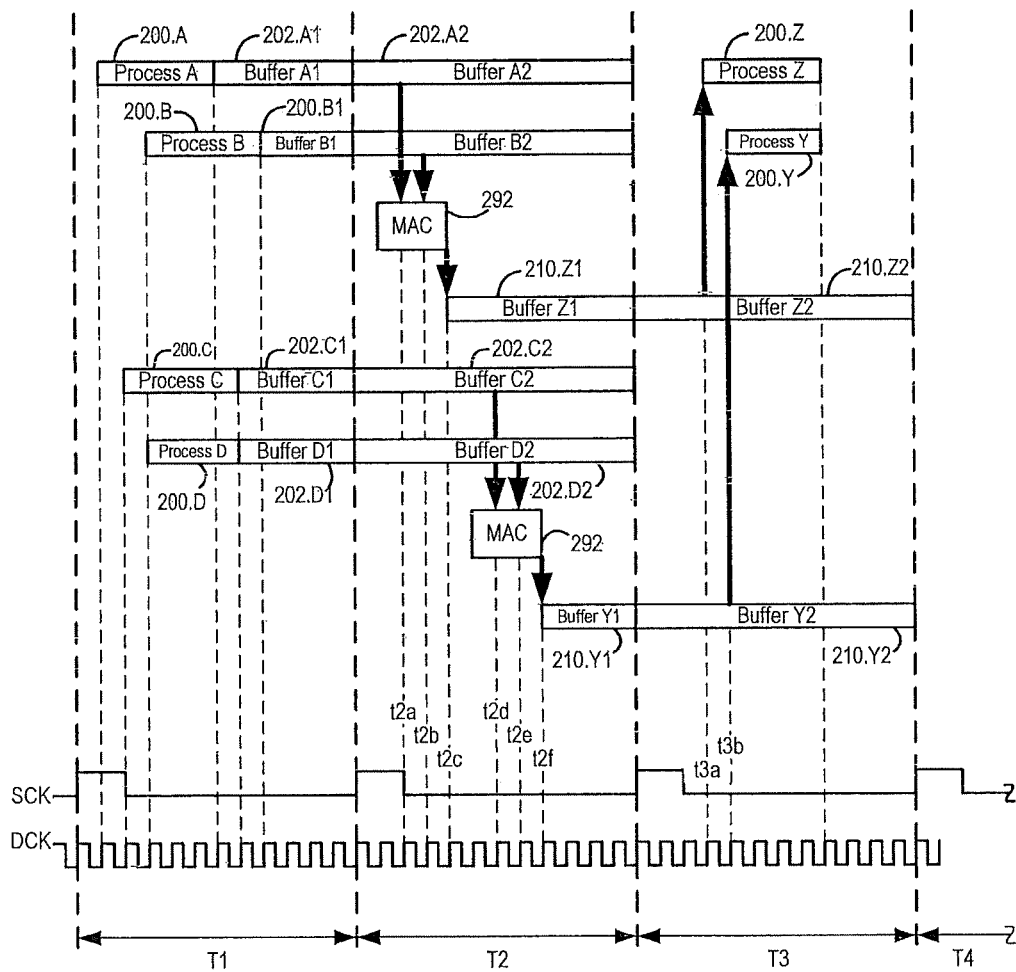 200.A 202.A1 202.A2 200.Z
Process A Buffer A1 Buffer A2 Process Z
200.B 200.B1
Process B Buffer B1 Buffer B2 Process Y
200.Y
MAC 292
210.Z1 210.Z2
Buffer Z1 Buffer Z2
200.C 202.C1 202.C2
Process C Buffer C1 Buffer C2
Process D Buffer D1 Buffer D2
200.D 202.D1 202.D2
MAC 292
Buffer Y1 Buffer Y2
210.Y1 210.Y2
t2a t2d
t2b t2e t3b
t2c t2f t3a
SCK
DCK
T1 T2 T3 T4